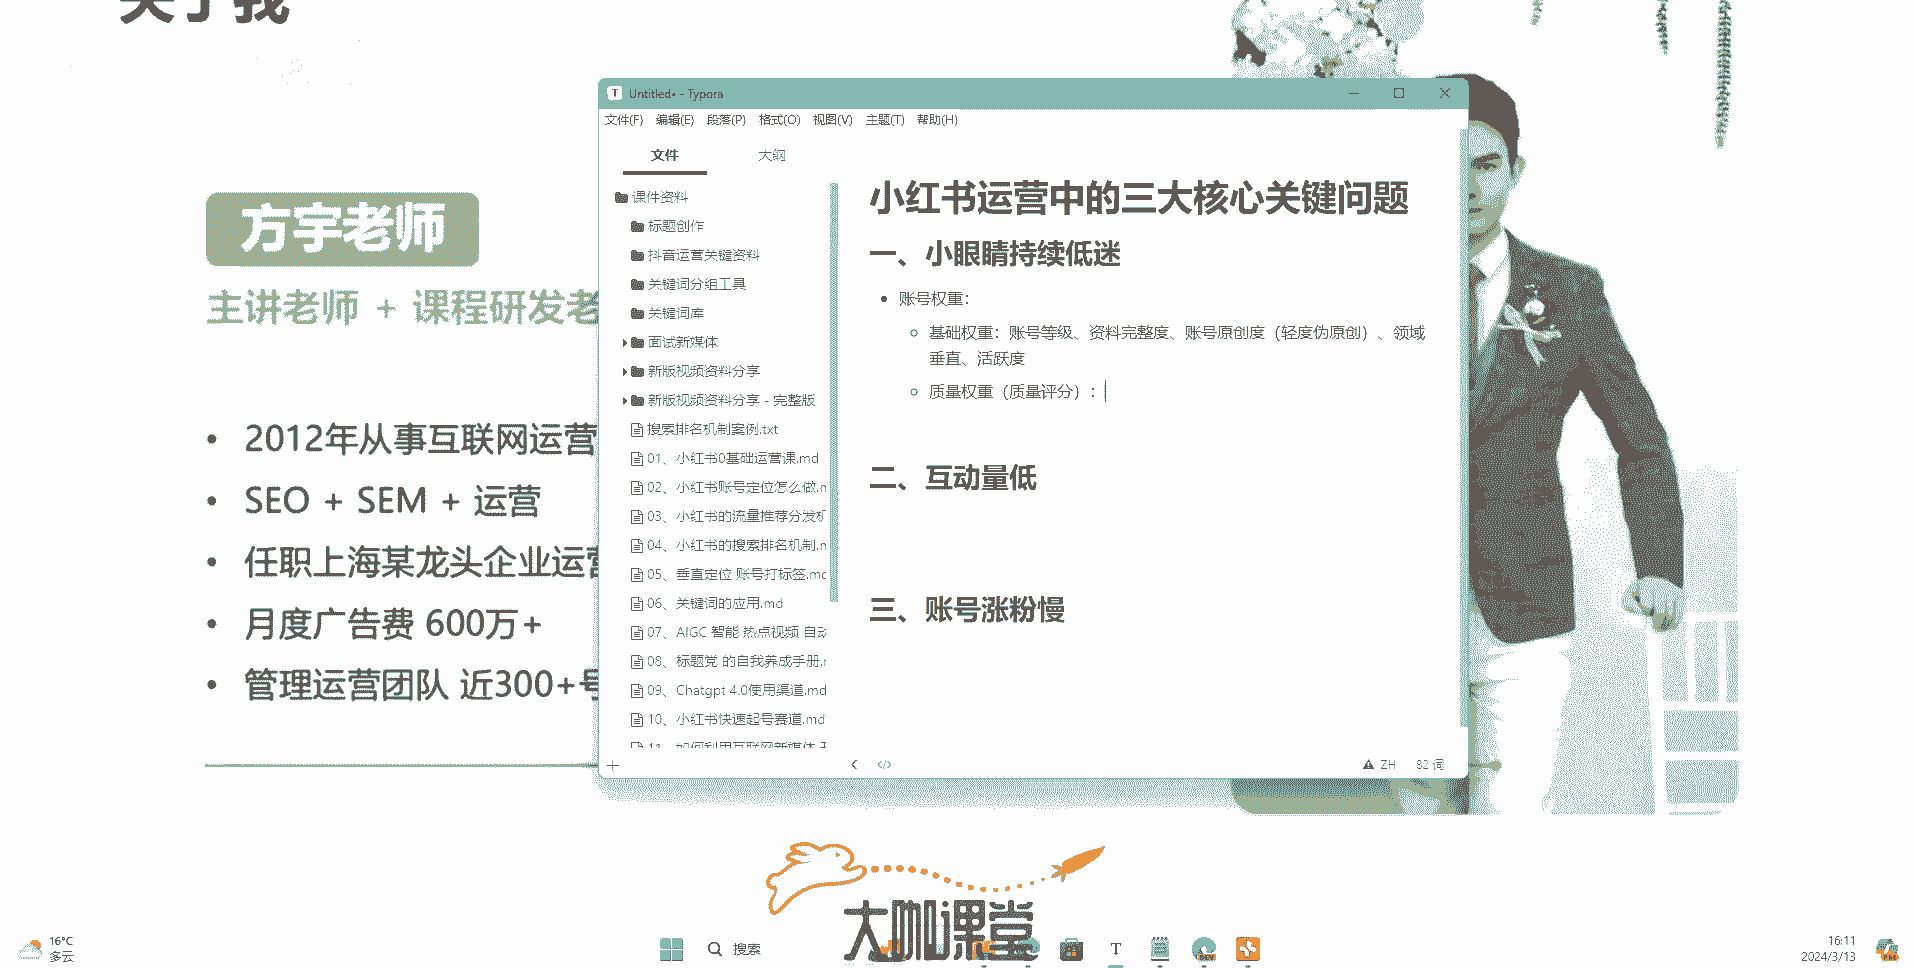 关于我
方宇老师
主讲老师 + 课程研发老
2012年从事互联网运营
SEO + SEM + 运营
任职上海某龙头企业运营
月度广告费 600万+
管理运营团队 近300+号
Untitled• - Typora
文件(F) 编辑(E) 段落(P) 格式(O) 视图(V) 主题(T) 帮助(H)
文件 大纲
课件资料
标题创作
抖音运营关键资料
关键词分组工具
关键词库
面试新媒体
新版视频资料分享
新版视频资料分享 - 完整版
搜索排名机制案例.txt
01、小红书0基础运营课.md
02、小红书账号定位怎么做.m
03、小红书的流量推荐分发机
04、小红书的搜索排名机制.m
05、垂直定位 账号打标签.md
06、关键词的应用.md
07、AIGC 智能 热点视频 自动
08、标题党 的自我养成手册.m
09、Chatgpt 4.0使用渠道.md
10、小红书快速起号赛道.md
11、如何利用互联网新媒体
小红书运营中的三大核心关键问题
一、小眼睛持续低迷
账号权重：
基础权重：账号等级、资料完整度、账号原创度（轻度伪原创）、领域
垂直、活跃度
质量权重（质量评分）：
二、互动量低
三、账号涨粉慢
ZH 82 词
大咖课堂
16°C
多云
搜索
16:11
2024/3/13